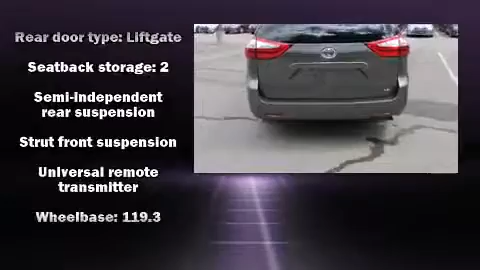 Rear door type: Liftgate
Seatback storage: 2
Semi-independent
rear suspension
Strut front suspension
Universal remote
transmitter
Wheelbase: 119.3